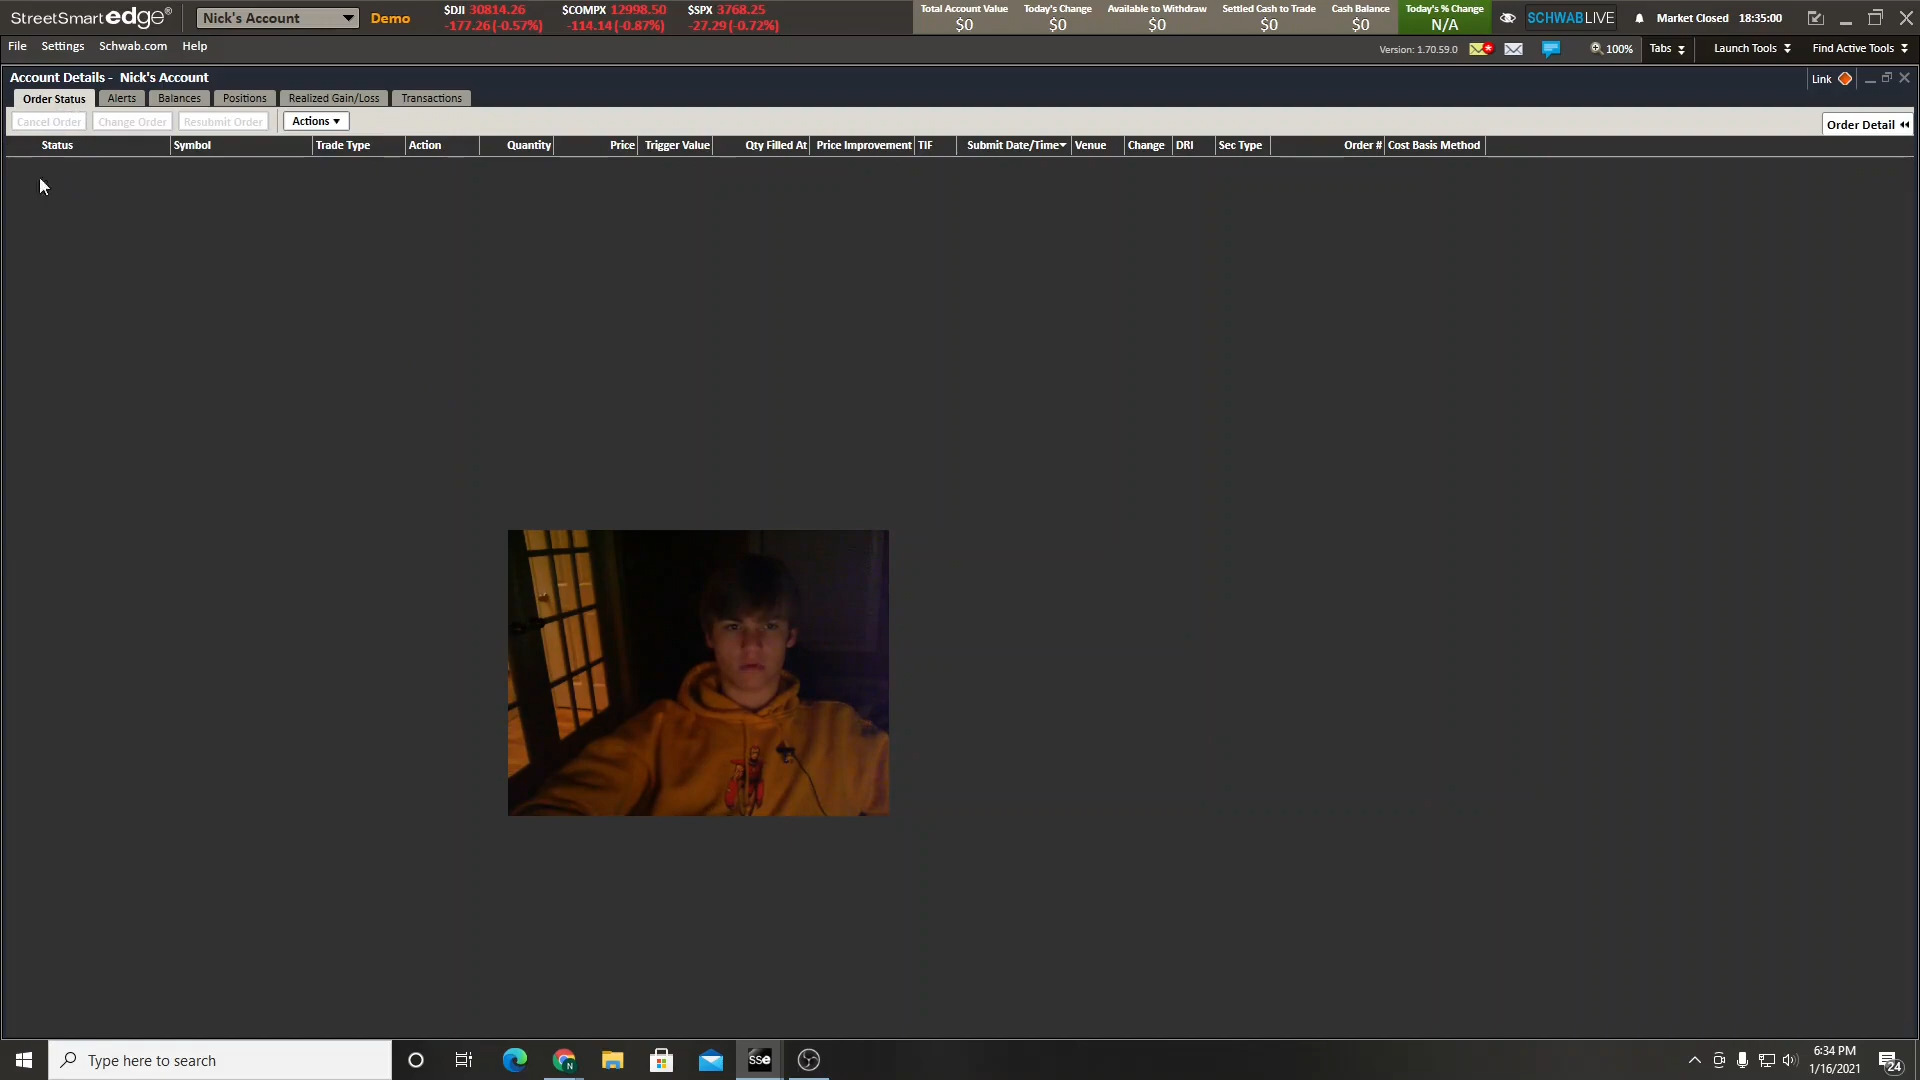 StreetSmart edge® Nick's Account Demo $DJI 30814.26 $COMPX 12998.50 $SPX 3768.25 Total Account Value Today's Change Available to Withdraw Settled Cash to Trade Cash Balance Today's % Change SCHWABLIVE Market Closed 18:35:00
-177.26 (-0.57%) -114.14 (-0.87%) -27.29 (-0.72%) $0 $0 $0 $0 $0 N/A
File Settings Schwab.com Help Version: 1.70.59.0 100% Tabs Launch Tools Find Active Tools
Account Details - Nick's Account Link
Order Status Alerts Balances Positions Realized Gain/Loss Transactions
Cancel Order Change Order Resubmit Order Actions Order Detail
Status Symbol Trade Type Action Quantity Price Trigger Value Qty Filled At Price Improvement TIF Submit Date/Time Venue Change DRI Sec Type Order # Cost Basis Method
Type here to search N SSe 6:34 PM
1/16/2021 24